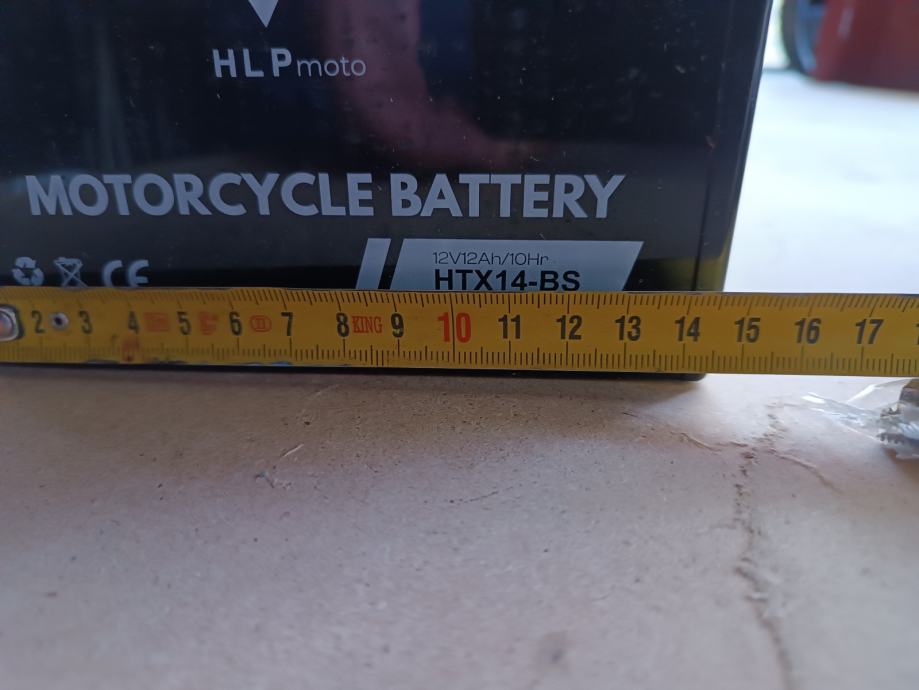 HLPmoto
MOTORCYCLE BATTERY
CE
12V12Ah/10Hr
HTX14-BS
2 3 4 5 6 7 8 KING 9 10 11 12 13 14 15 16 17